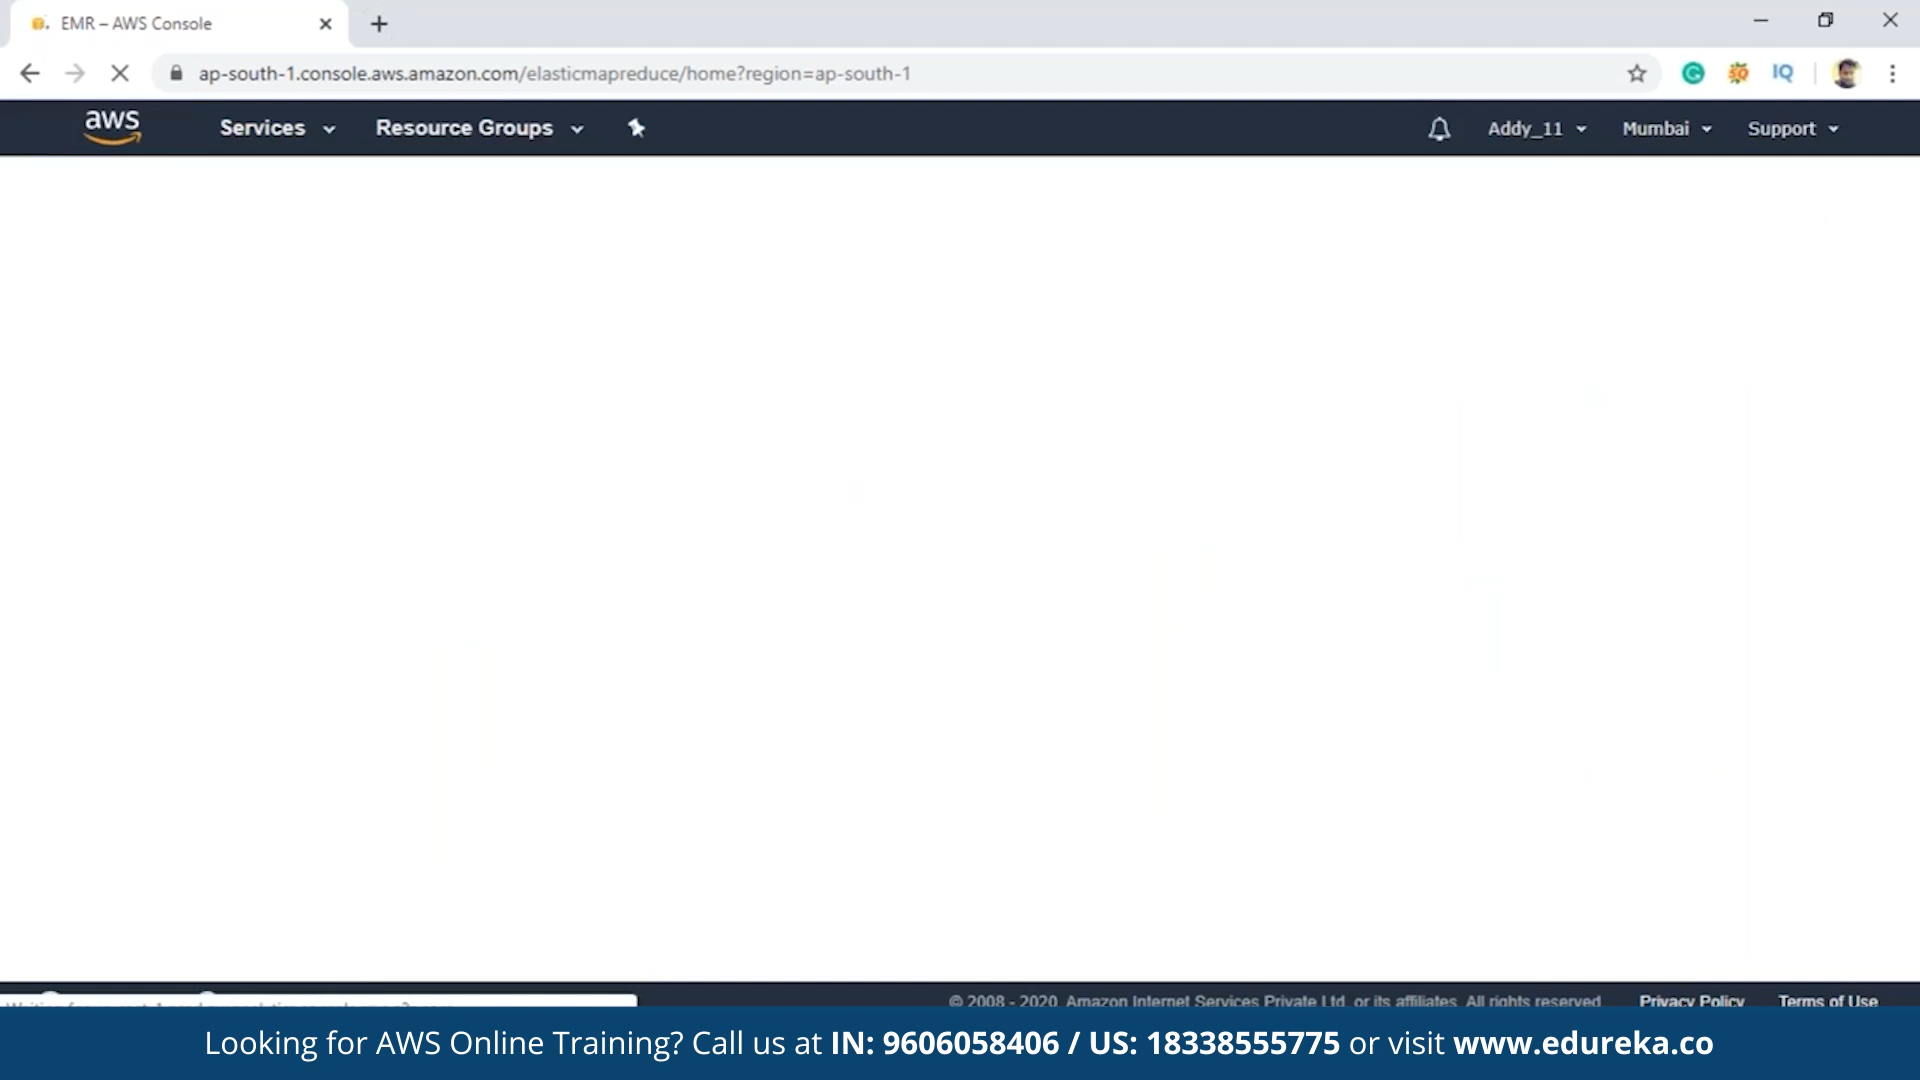 EMR – AWS Console
ap-south-1.console.aws.amazon.com/elasticmapreduce/home?region=ap-south-1
IQ
aws
Services
Resource Groups
Addy_11
Mumbai
Support
© 2008 - 2020, Amazon Internet Services Private Ltd. or its affiliates. All rights reserved.
Privacy Policy
Terms of Use
Looking for AWS Online Training? Call us at IN: 9606058406 / US: 18338555775 or visit www.edureka.co